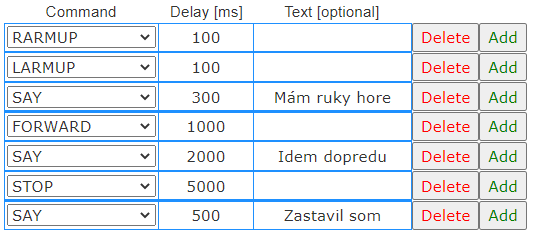 Command Delay [ms] Text [optional]
RARMUP 100 Delete Add
LARMUP 100 Delete Add
SAY 300 Mám ruky hore Delete Add
FORWARD 1000 Delete Add
SAY 2000 Idem dopredu Delete Add
STOP 5000 Delete Add
SAY 500 Zastavil som Delete Add